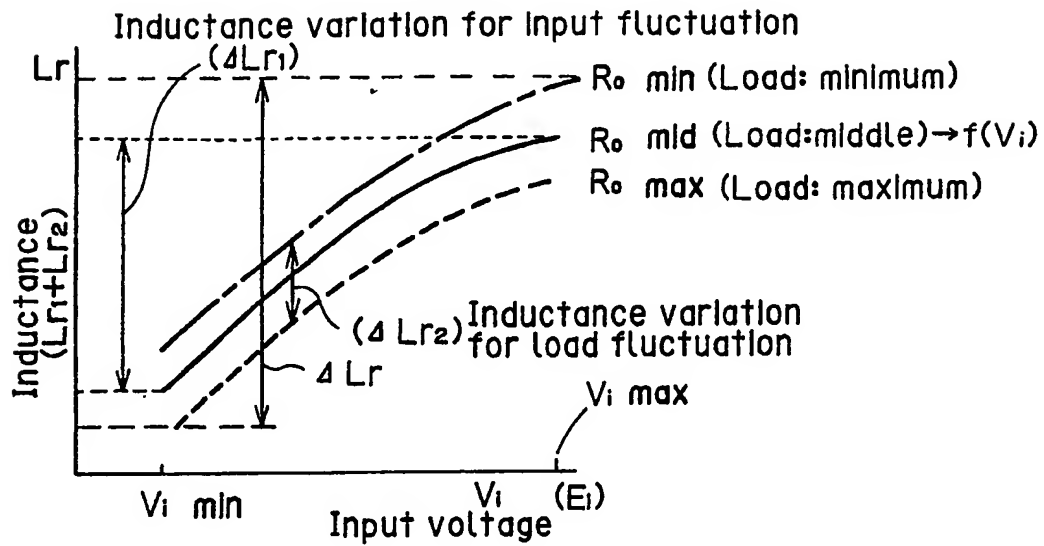 Inductance variation for input fluctuation
(ΔLr1)
Lr
Ro min (Load: minimum)
Ro mid (Load:middle)→f(Vi)
Ro max (Load: maximum)
Inductance
(Lr1+Lr2)
(ΔLr2) Inductance variation
for load fluctuation
ΔLr
Vi max
Vi min
Vi
(Ei)
Input voltage